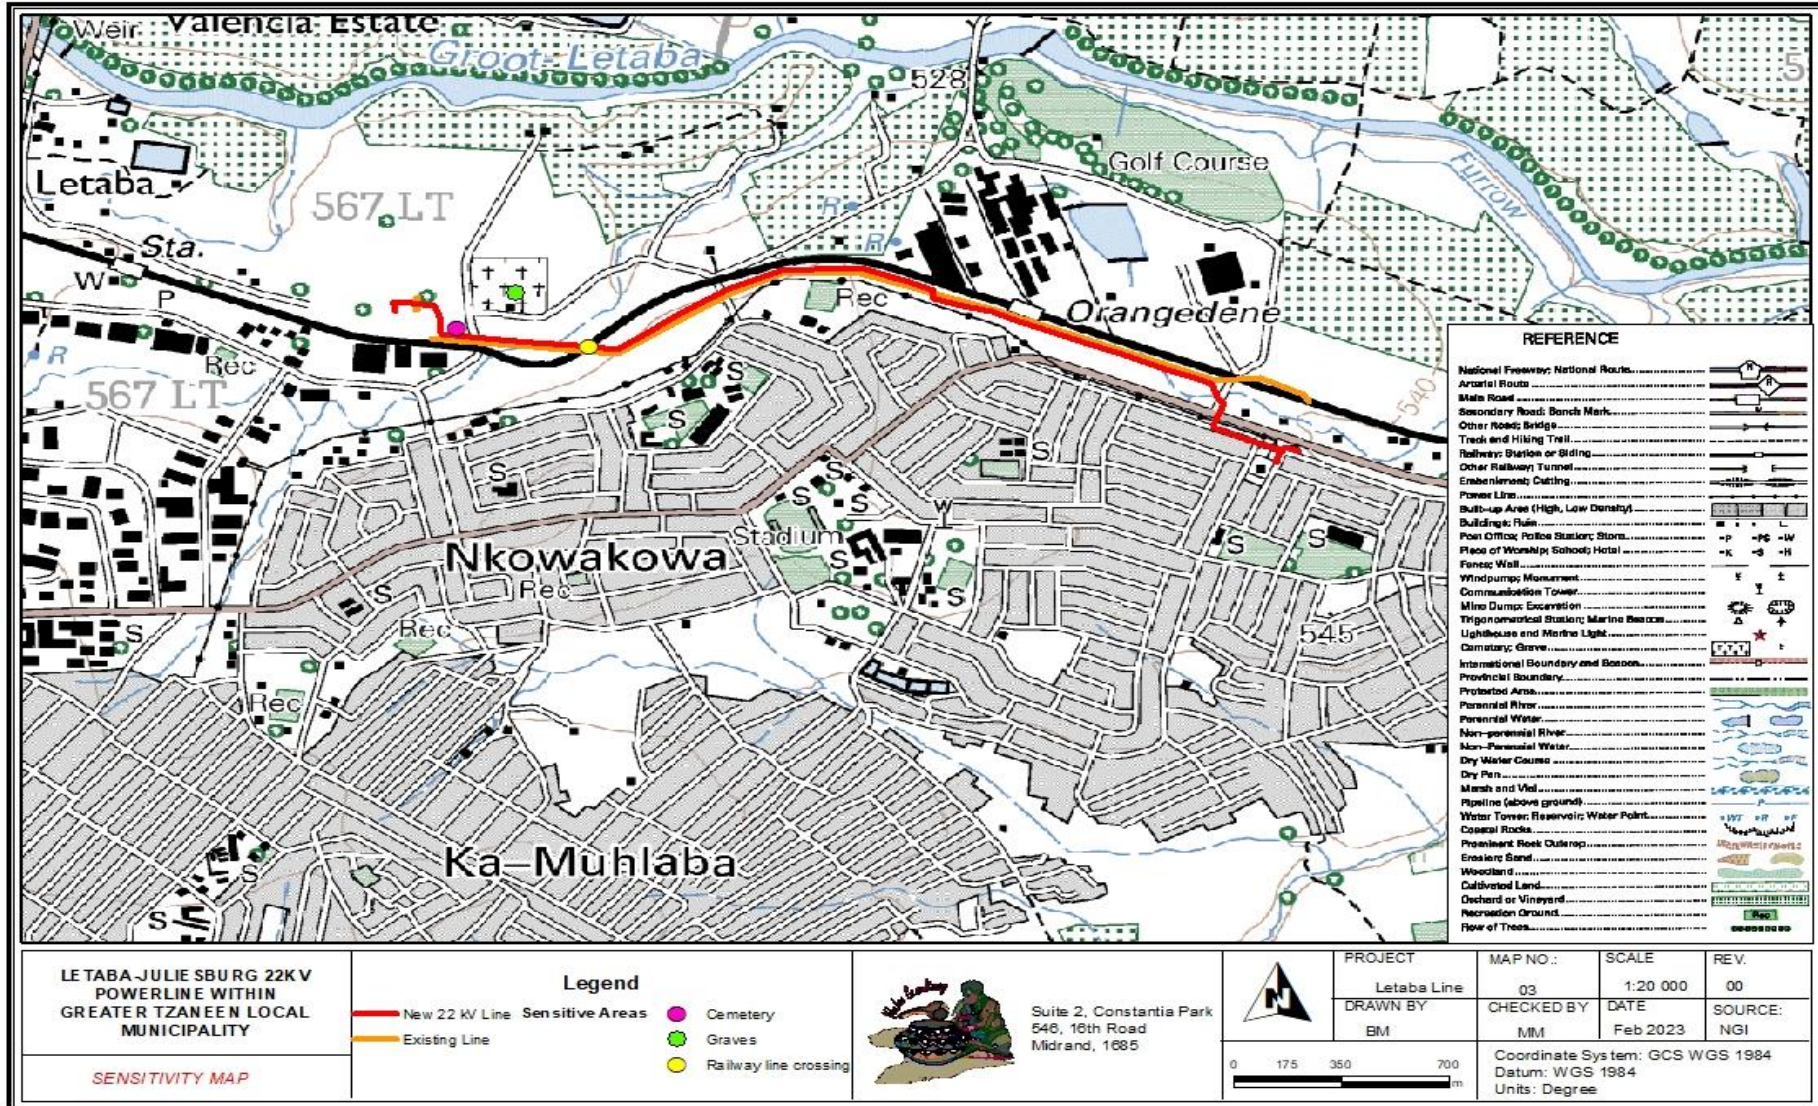 Weir
Valencia Estate
Groot-Letaba
528
Golf Course
Furrow
Letaba
567 LT
R
R
Sta.
W
P
Rec
Orangedene
R
Rec
567 LT
S
540
S
S
S
S
S
S
W
Stadium
Nkowakowa
S
S
S
Rec
S
S
Rec
S
545
Rec
Ka-Muhlaba
S
S
REFERENCE
National Freeway; National Route
Arterial Route
Main Road
Secondary Road; Bench Mark
Other Road; Bridge
Track and Hiking Trail
Railway; Station or Siding
Other Railway; Tunnel
Embankment; Cutting
Power Line
Built-up Area (High, Low Density)
Buildings; Ruin
Post Office; Police Station; Store
P PS W
Place of Worship; School; Hotel
K S H
Fence; Wall
Windpump; Monument
Communication Tower
Mine Dump; Excavation
Trigonometrical Station; Marine Beacon
Lighthouse and Marine Light
Cemetery; Grave
International Boundary and Beacon
Provincial Boundary
Protected Area
Perennial River
Perennial Water
Non-perennial River
Non-Perennial Water
Dry Water Course
Dry Pan
Marsh and Vlei
Pipeline (above ground)
Water Tower; Reservoir; Water Point
WT R
Coastal Rocks
Prominent Rock Outcrop
Erosion; Sand
Woodland
Cultivated Land
Orchard or Vineyard
Recreation Ground
Rec
Row of Trees
LETABA-JULIESBURG 22KV
POWERLINE WITHIN
GREATER TZANEEN LOCAL
MUNICIPALITY
SENSITIVITY MAP
Legend
New 22 kV Line
Existing Line
Sensitive Areas
Cemetery
Graves
Railway line crossing
Suite 2, Constantia Park
546, 16th Road
Midrand, 1685
N
PROJECT
Letaba Line
MAP NO.:
03
SCALE
1:20 000
REV.
00
DRAWN BY
BM
CHECKED BY
MM
DATE
Feb 2023
SOURCE:
NGI
0 175 350 700
m
Coordinate System: GCS WGS 1984
Datum: WGS 1984
Units: Degree